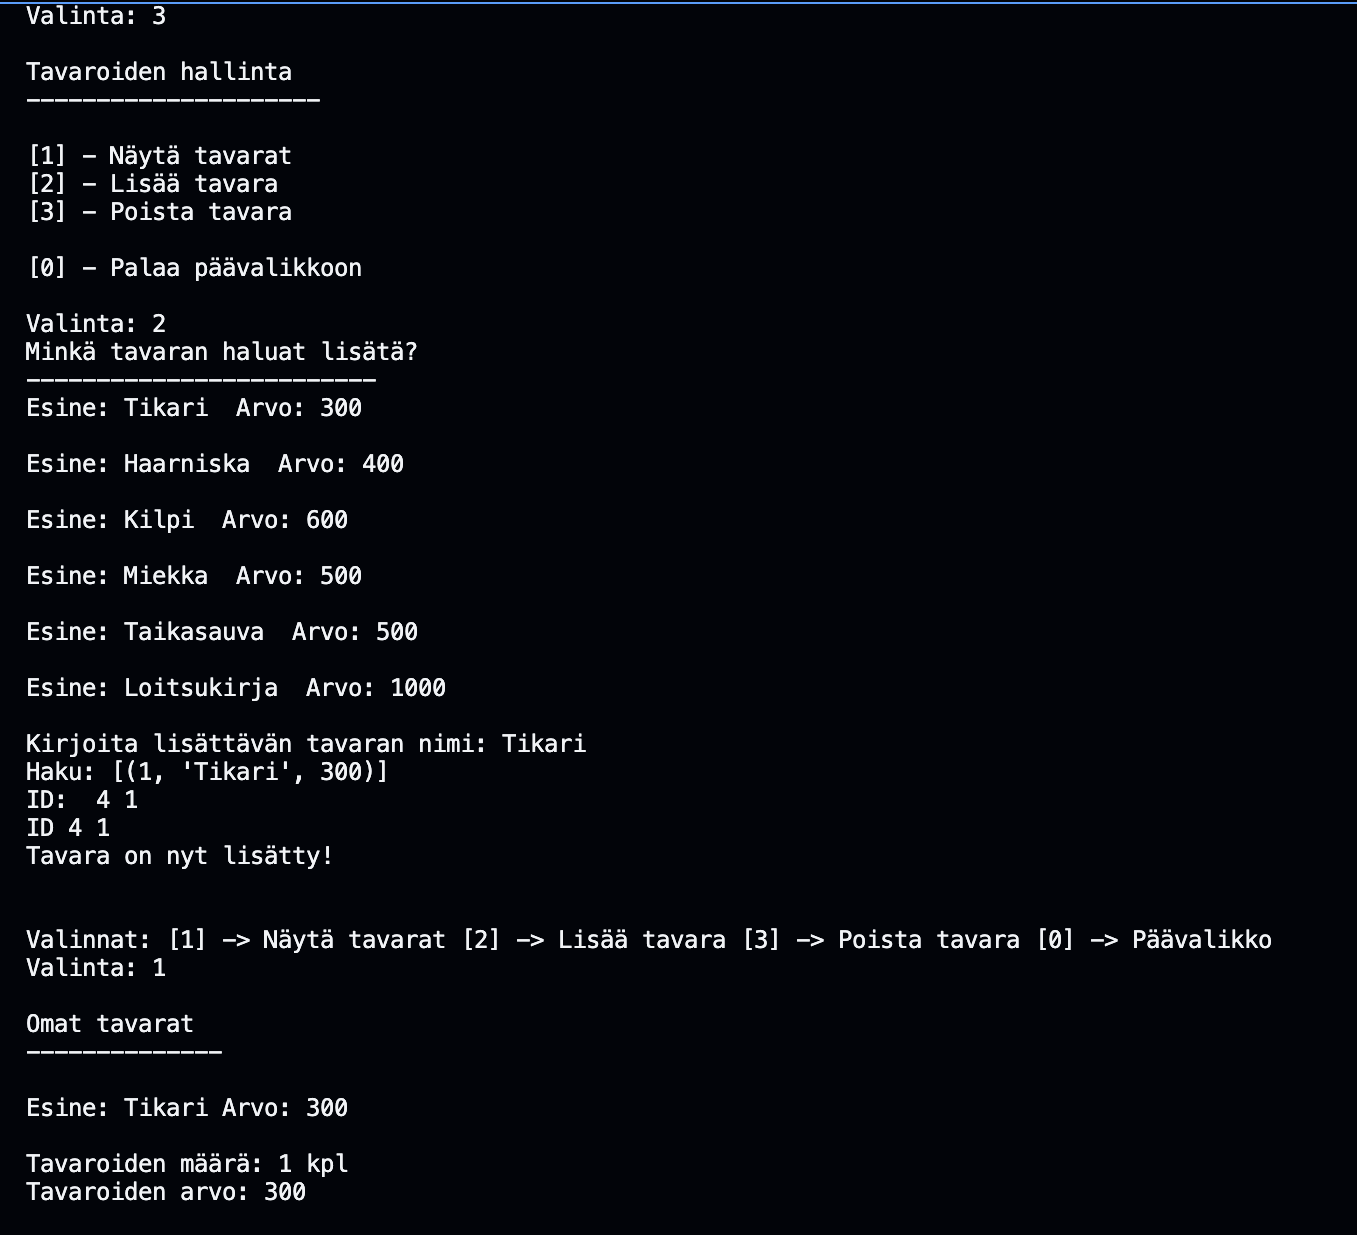 Valinta: 3
Tavaroiden hallinta
---------------------
[1] - Näytä tavarat
[2] - Lisää tavara
[3] - Poista tavara
[0] - Palaa päävalikkoon
Valinta: 2
Minkä tavaran haluat lisätä?
-------------------------
Esine: Tikari  Arvo: 300
Esine: Haarniska  Arvo: 400
Esine: Kilpi  Arvo: 600
Esine: Miekka  Arvo: 500
Esine: Taikasauva  Arvo: 500
Esine: Loitsukirja  Arvo: 1000
Kirjoita lisättävän tavaran nimi: Tikari
Haku: [(1, 'Tikari', 300)]
ID:  4 1
ID 4 1
Tavara on nyt lisätty!
Valinnat: [1] -> Näytä tavarat [2] -> Lisää tavara [3] -> Poista tavara [0] -> Päävalikko
Valinta: 1
Omat tavarat
--------------
Esine: Tikari Arvo: 300
Tavaroiden määrä: 1 kpl
Tavaroiden arvo: 300